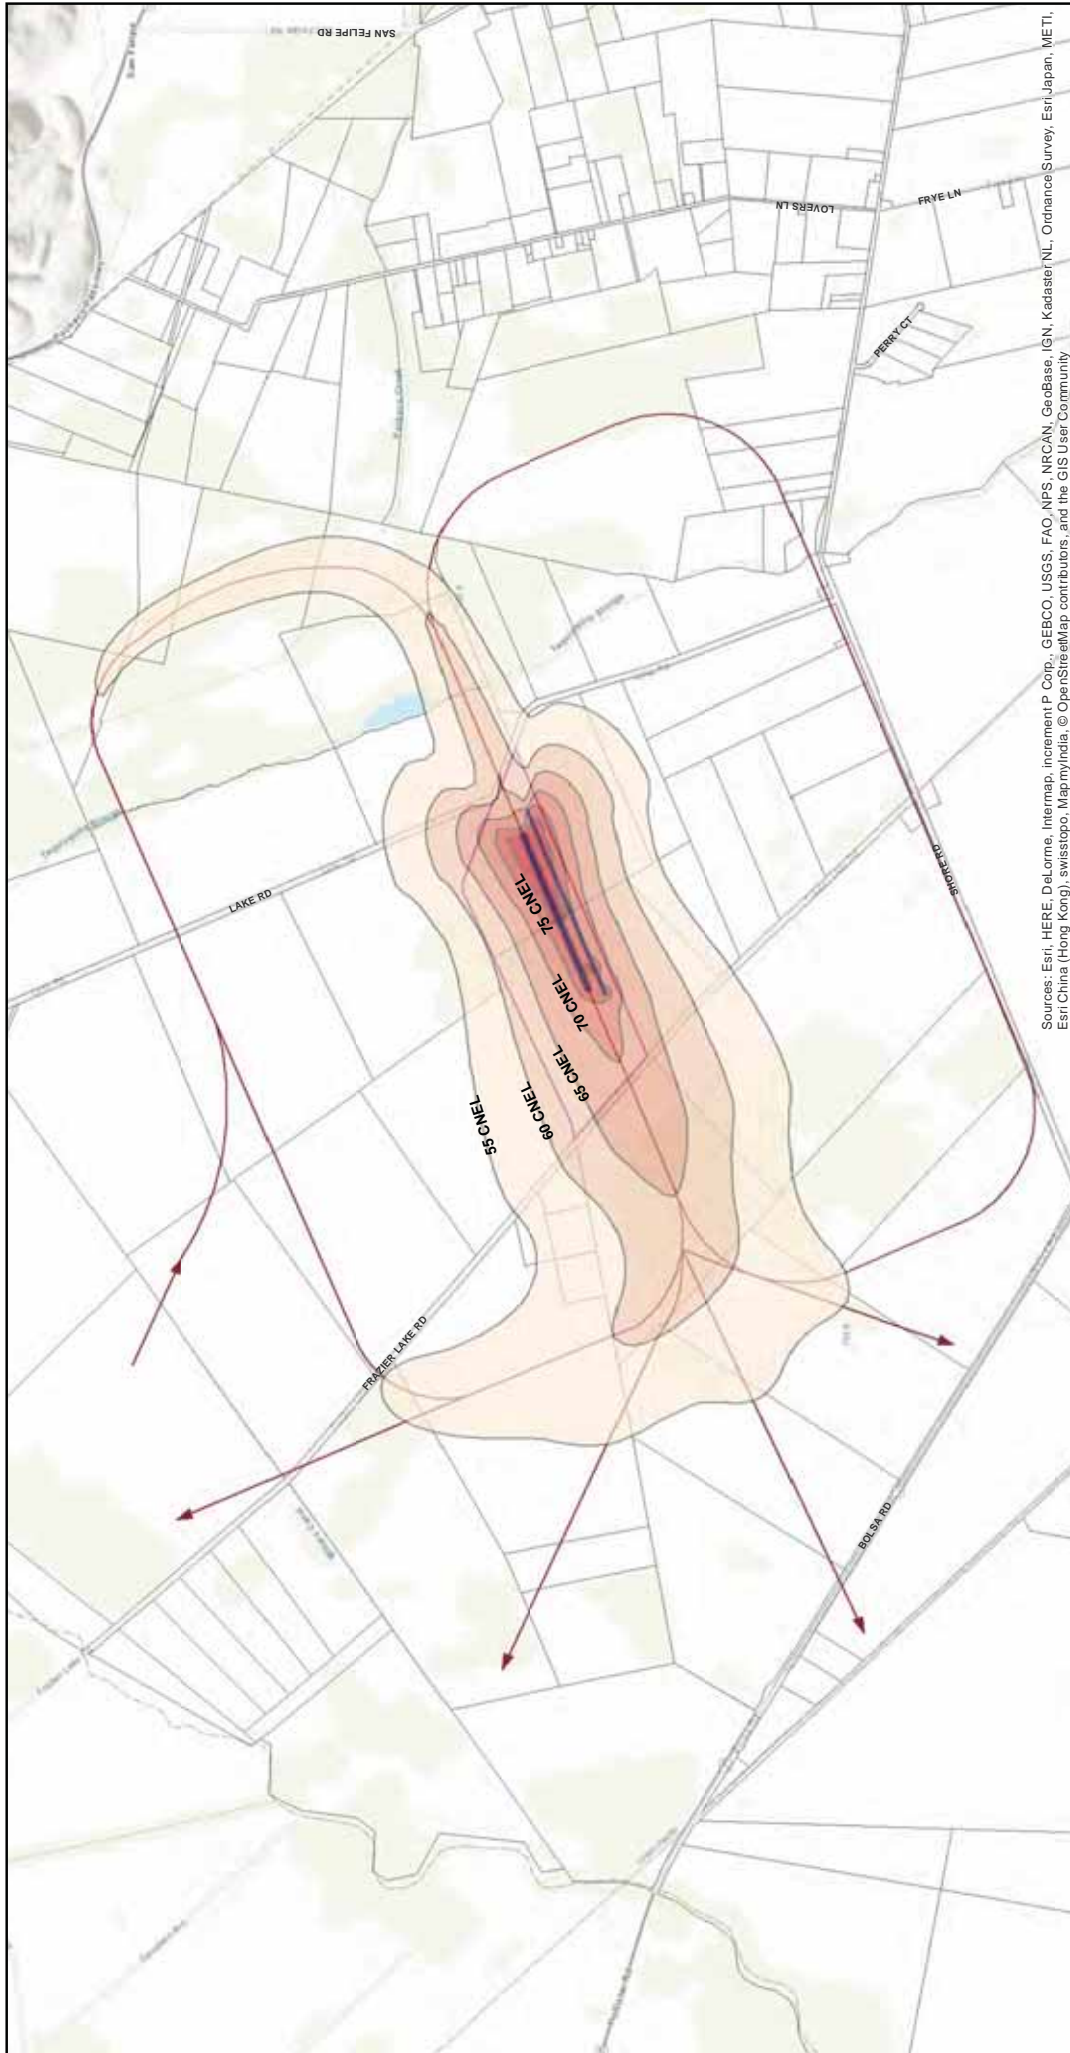 SAN FELIPE RD
LOVERS LN
FRYE LN
PERRY CT
LAKE RD
75 CNEL
70 CNEL
65 CNEL
60 CNEL
55 CNEL
SHORE RD
FRAZIER LAKE RD
BOLSA RD
Sources: Esri, HERE, DeLorme, Intermap, increment P Corp., GEBCO, USGS, FAO, NPS, NRCAN, GeoBase, IGN, Kadaster NL, Ordnance Survey, Esri Japan, METI,
Esri China (Hong Kong), swisstopo, MapmyIndia, © OpenStreetMap contributors, and the GIS User Community